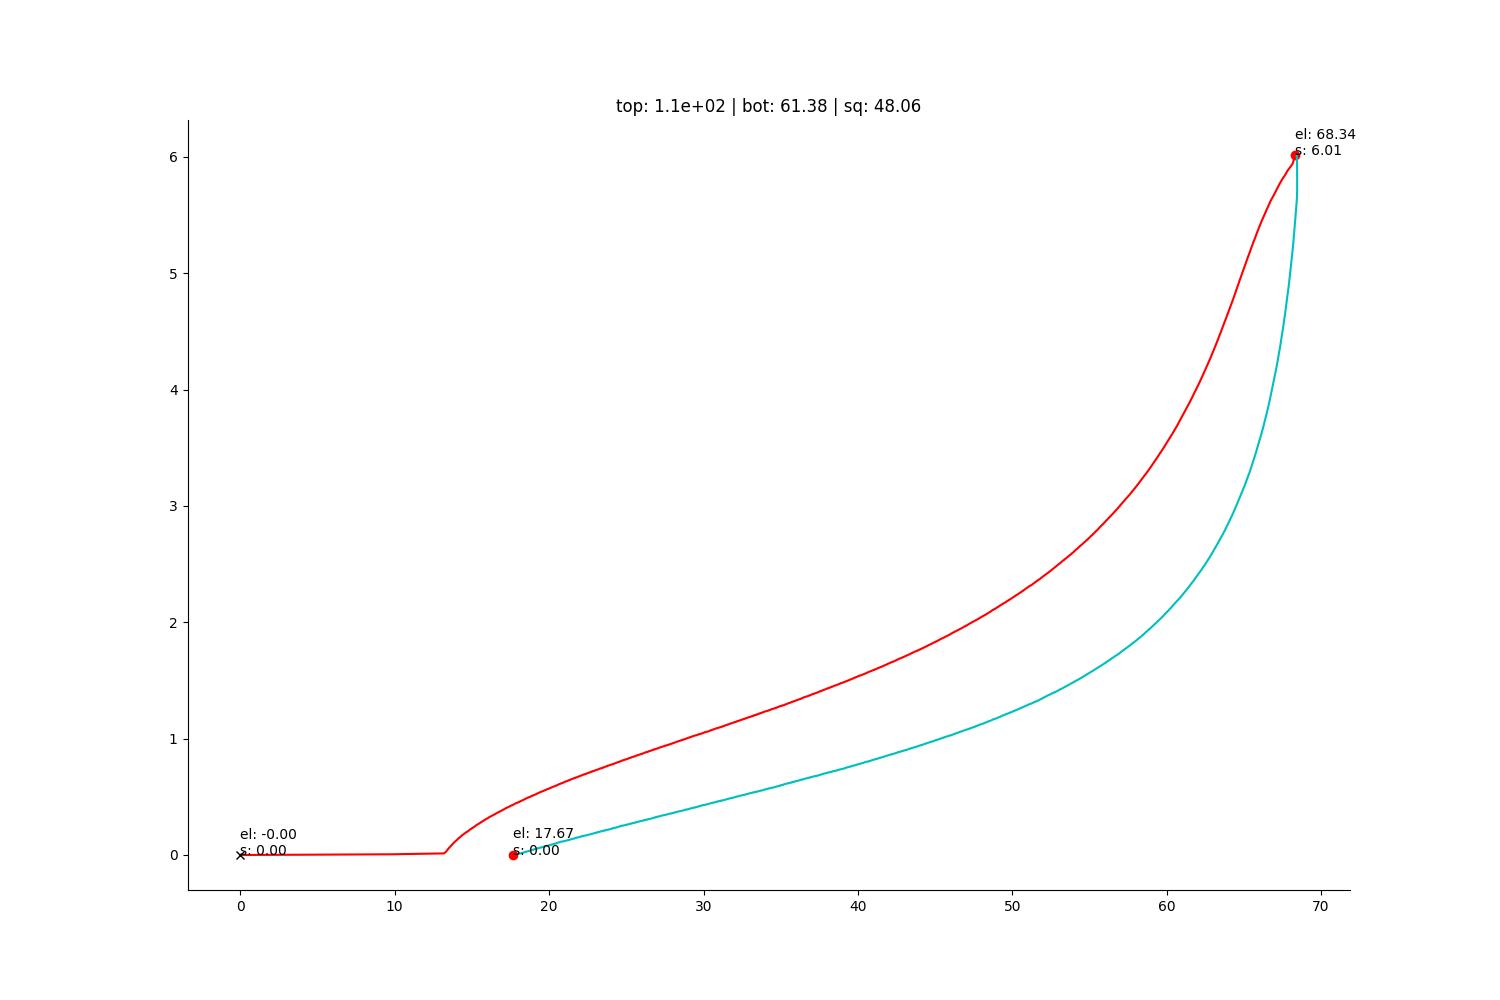 top: 1.1e+02 | bot: 61.38 | sq: 48.06
el: 68.34
s: 6.01
6
5
4
3
2
1
0
el: -0.00
s: 0.00
el: 17.67
s: 0.00
0 10 20 30 40 50 60 70